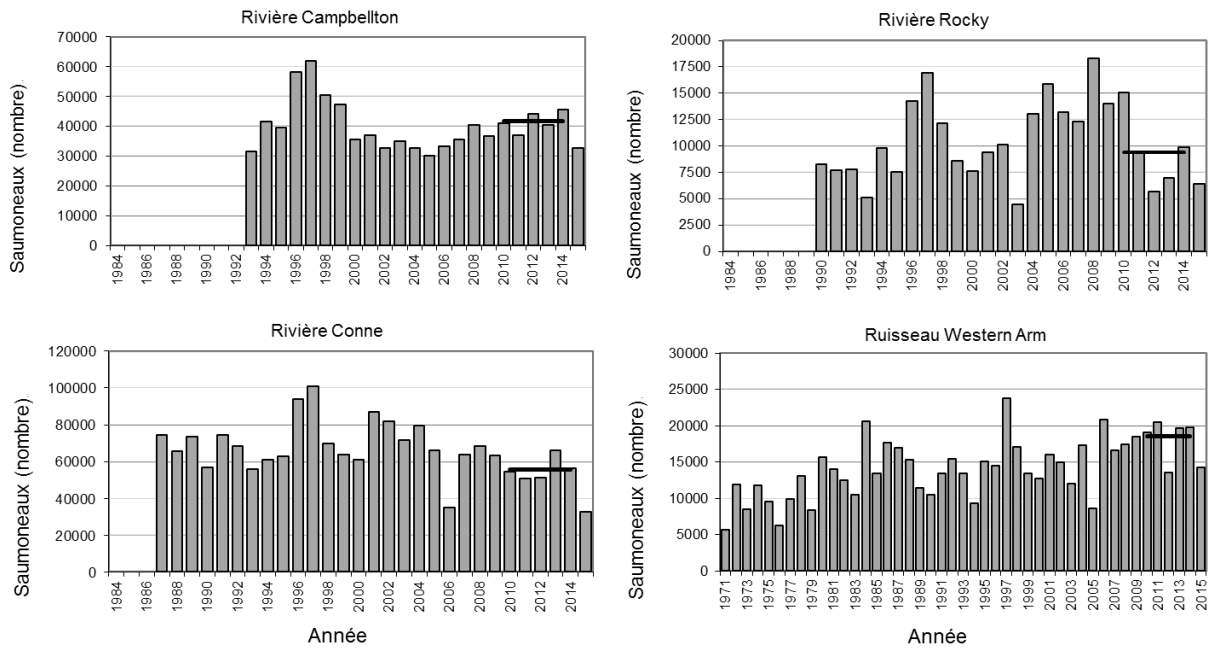 Rivière Campbellton
70000
60000
50000
40000
30000
20000
10000
0
Saumoneaux (nombre).
1984 1986 1988 1990 1992 1994 1996 1998 2000 2002 2004 2006 2008 2010 2012 2014
Rivière Rocky
20000
17500
15000
12500
10000
7500
5000
2500
0
Saumoneaux (nombre)
1984 1986 1988 1990 1992 1994 1996 1998 2000 2002 2004 2006 2008 2010 2012 2014
Rivière Conne
120000
100000
80000
60000
40000
20000
0
Saumoneaux (nombre).
1984 1986 1988 1990 1992 1994 1996 1998 2000 2002 2004 2006 2008 2010 2012 2014
Année
Ruisseau Western Arm
30000
25000
20000
15000
10000
5000
0
Saumoneaux (nombre).
1971 1973 1975 1977 1979 1981 1983 1985 1987 1989 1991 1993 1995 1997 1999 2001 2003 2005 2007 2009 2011 2013 2015
Année